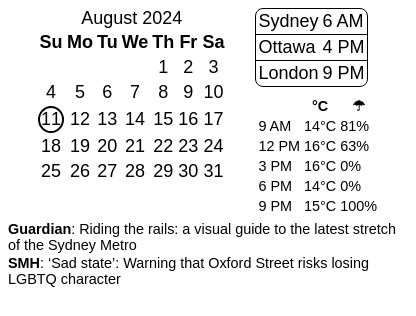 August 2024
Su Mo Tu We Th Fr Sa
1 2 3
4 5 6 7 8 9 10
11 12 13 14 15 16 17
18 19 20 21 22 23 24
25 26 27 28 29 30 31
Sydney 6 AM
Ottawa 4 PM
London 9 PM
°C ☂
9 AM 14°C 81%
12 PM 16°C 63%
3 PM 16°C 0%
6 PM 14°C 0%
9 PM 15°C 100%
Guardian: Riding the rails: a visual guide to the latest stretch
of the Sydney Metro
SMH: ‘Sad state’: Warning that Oxford Street risks losing
LGBTQ character